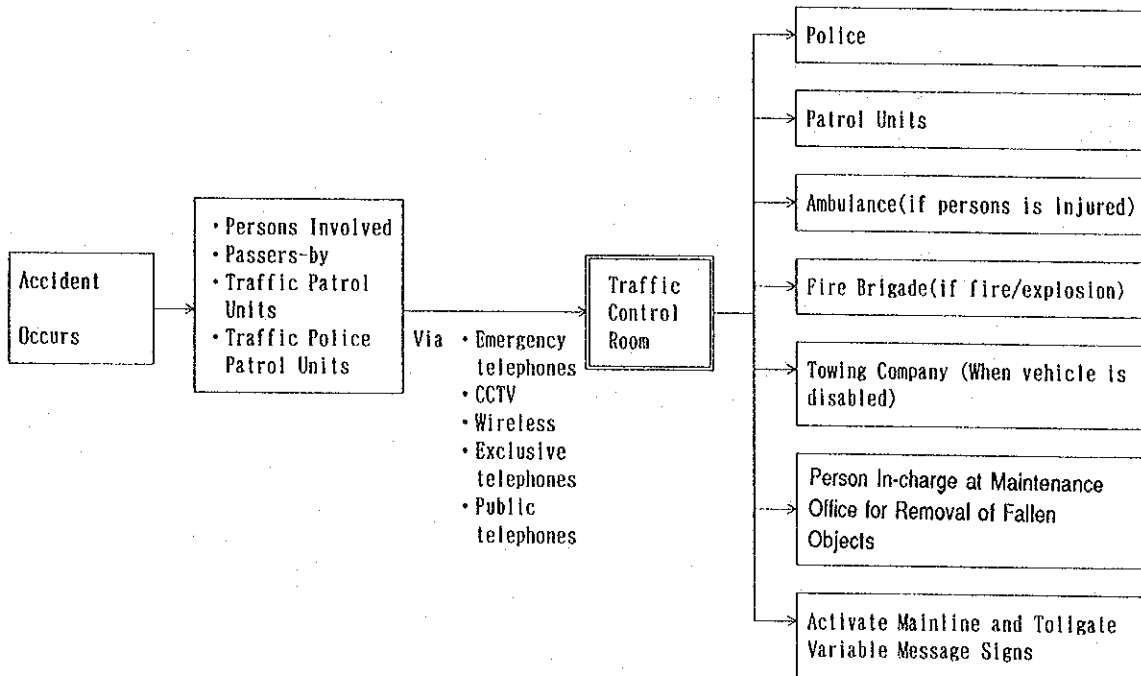 Accident
Occurs
・Persons Involved
・Passers-by
・Traffic Patrol
Units
・Traffic Police
Patrol Units
Via
・Emergency
telephones
・CCTV
・Wireless
・Exclusive
telephones
・Public
telephones
Traffic
Control
Room
Police
Patrol Units
Ambulance(if persons is injured)
Fire Brigade(if fire/explosion)
Towing Company (When vehicle is
disabled)
Person In-charge at Maintenance
Office for Removal of Fallen
Objects
Activate Mainline and Tollgate
Variable Message Signs